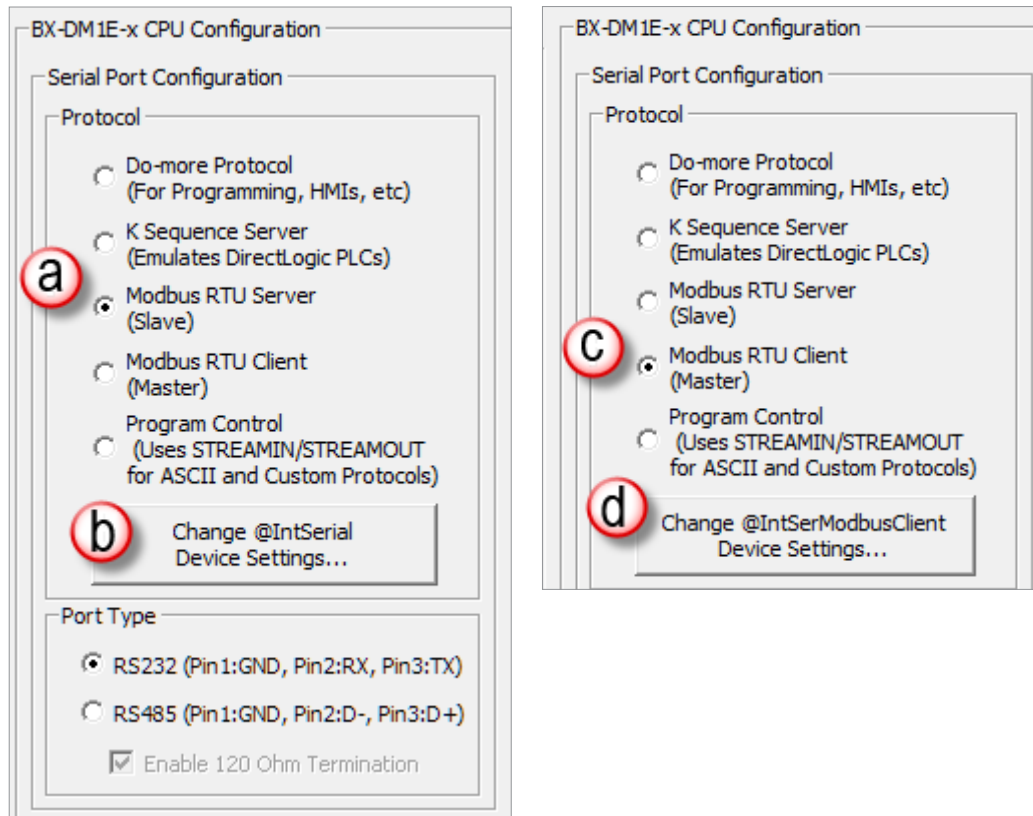 BX-DM1E-x CPU Configuration
Serial Port Configuration
Protocol
Do-more Protocol
(For Programming, HMIs, etc)
K Sequence Server
(Emulates DirectLogic PLCs)
a
Modbus RTU Server
(Slave)
Modbus RTU Client
(Master)
Program Control
(Uses STREAMIN/STREAMOUT
for ASCII and Custom Protocols)
b
Change @IntSerial
Device Settings...
Port Type
RS232 (Pin1:GND, Pin2:RX, Pin3:TX)
RS485 (Pin1:GND, Pin2:D-, Pin3:D+)
Enable 120 Ohm Termination
BX-DM1E-x CPU Configuration
Serial Port Configuration
Protocol
Do-more Protocol
(For Programming, HMIs, etc)
K Sequence Server
(Emulates DirectLogic PLCs)
Modbus RTU Server
(Slave)
c
Modbus RTU Client
(Master)
Program Control
(Uses STREAMIN/STREAMOUT
for ASCII and Custom Protocols)
d
Change @IntSerModbusClient
Device Settings...